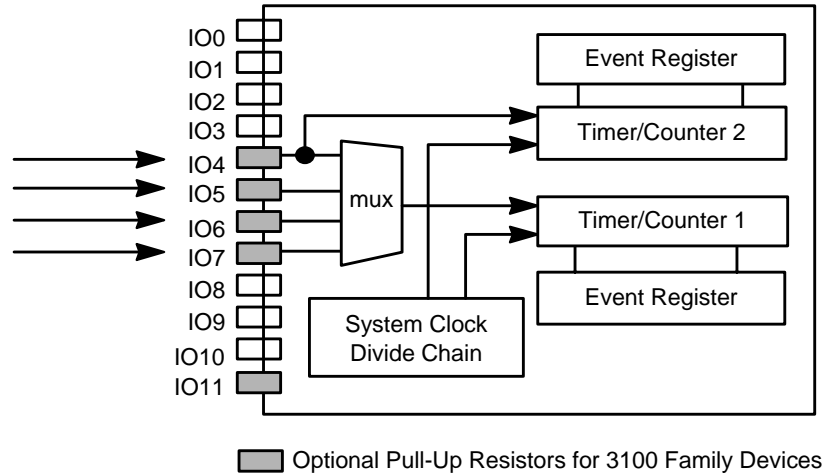 IO0
IO1
IO2
IO3
IO4
IO5
IO6
IO7
IO8
IO9
IO10
IO11
mux
Event Register
Timer/Counter 2
Timer/Counter 1
Event Register
System Clock
Divide Chain
Optional Pull-Up Resistors for 3100 Family Devices